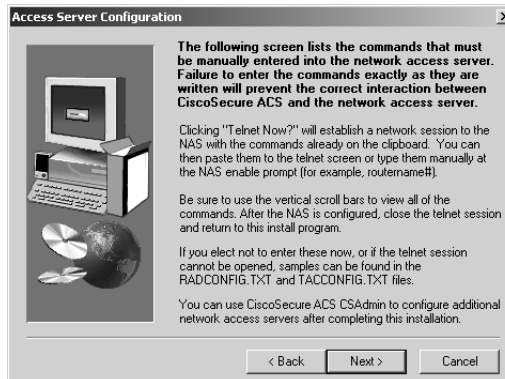 Access Server Configuration
The following screen lists the commands that must
be manually entered into the network access server.
Failure to enter the commands exactly as they are
written will prevent the correct interaction between
CiscoSecure ACS and the network access server.
Clicking "Telnet Now?" will establish a network session to the
NAS with the commands already on the clipboard. You can
then paste them to the telnet screen or type them manually at
the NAS enable prompt (for example, routername#).
Be sure to use the vertical scroll bars to view all of the
commands. After the NAS is configured, close the telnet session
and return to this install program.
If you elect not to enter these now, or if the telnet session
cannot be opened, samples can be found in the
RADCONFIG.TXT and TACCONFIG.TXT files.
You can use CiscoSecure ACS CSAdmin to configure additional
network access servers after completing this installation.
< Back Next > Cancel